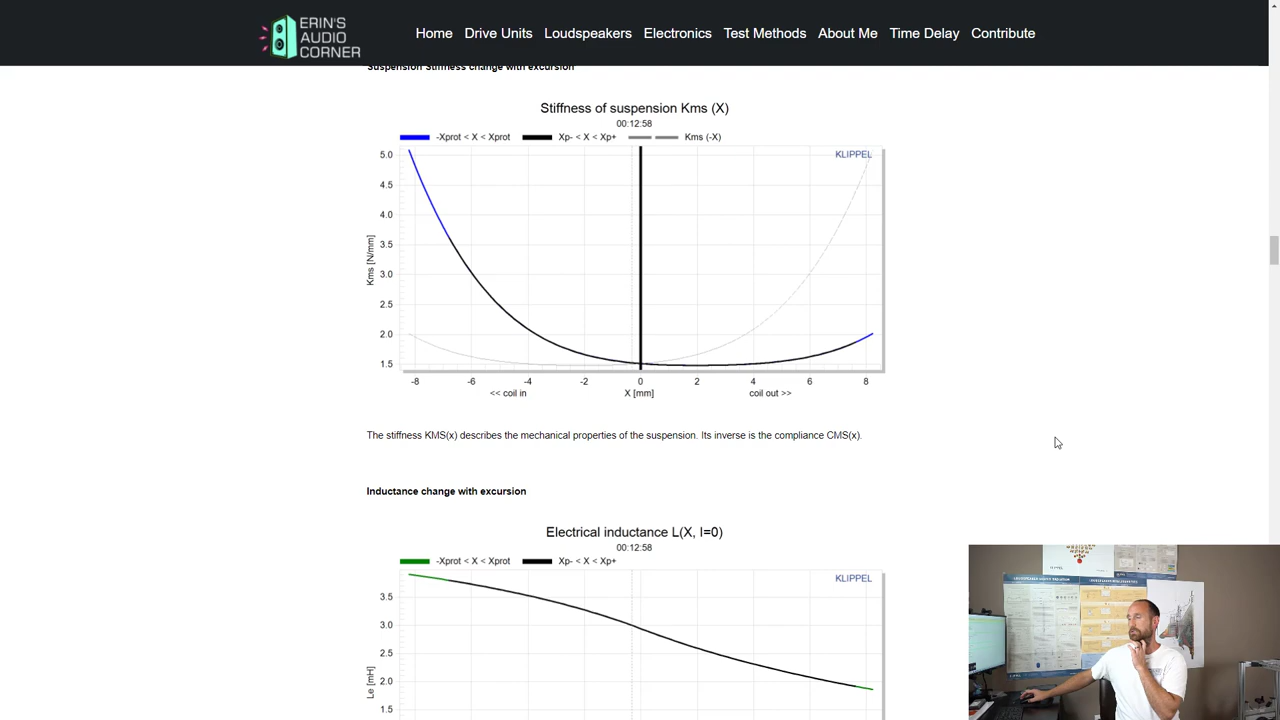 ERIN'S
AUDIO
CORNER
Home Drive Units Loudspeakers Electronics Test Methods About Me Time Delay Contribute
Suspension Stiffness change with excursion
Stiffness of suspension Kms (X)
00:12:58
-Xprot < X < Xprot Xp- < X < Xp+ Kms (-X)
KLIPPEL
5.0
4.5
4.0
3.5
3.0
2.5
2.0
1.5
Kms [N/mm]
-8 -6 -4 -2 0 2 4 6 8
<< coil in X [mm] coil out >>
The stiffness KMS(x) describes the mechanical properties of the suspension. Its inverse is the compliance CMS(x).
Inductance change with excursion
Electrical inductance L(X, I=0)
00:12:58
-Xprot < X < Xprot Xp- < X < Xp+
KLIPPEL
3.5
3.0
2.5
2.0
1.5
Le [mH]